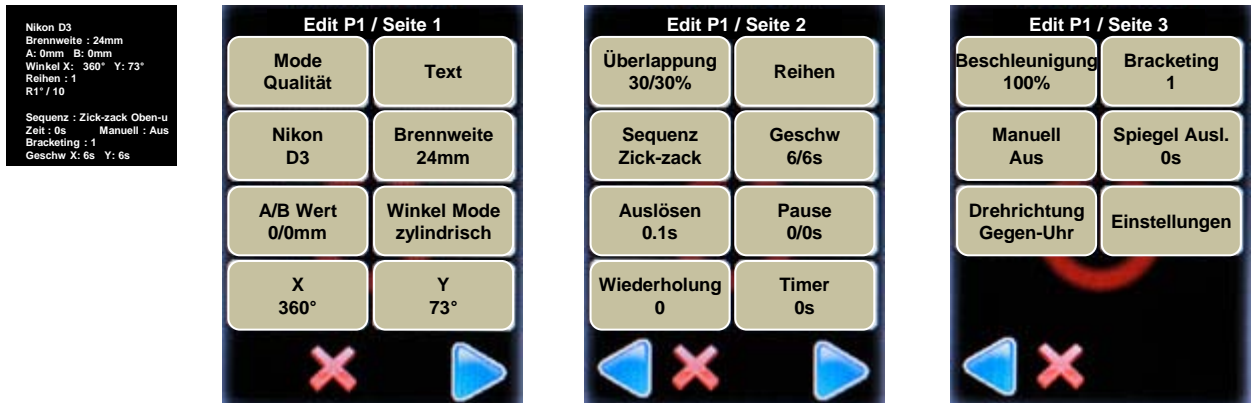 Nikon D3
Brennweite : 24mm
A: 0mm B: 0mm
Winkel X: 360° Y: 73°
Reihen : 1
R1° / 10
Sequenz : Zick-zack Oben-u
Zeit : 0s Manuell : Aus
Bracketing : 1
Geschw X: 6s Y: 6s
Edit P1 / Seite 1
Mode
Qualität
Text
Nikon
D3
Brennweite
24mm
A/B Wert
0/0mm
Winkel Mode
zylindrisch
X
360°
Y
73°
Edit P1 / Seite 2
Überlappung
30/30%
Reihen
Sequenz
Zick-zack
Geschw
6/6s
Auslösen
0.1s
Pause
0/0s
Wiederholung
0
Timer
0s
Edit P1 / Seite 3
Beschleunigung
100%
Bracketing
1
Manuell
Aus
Spiegel Ausl.
0s
Drehrichtung
Gegen-Uhr
Einstellungen